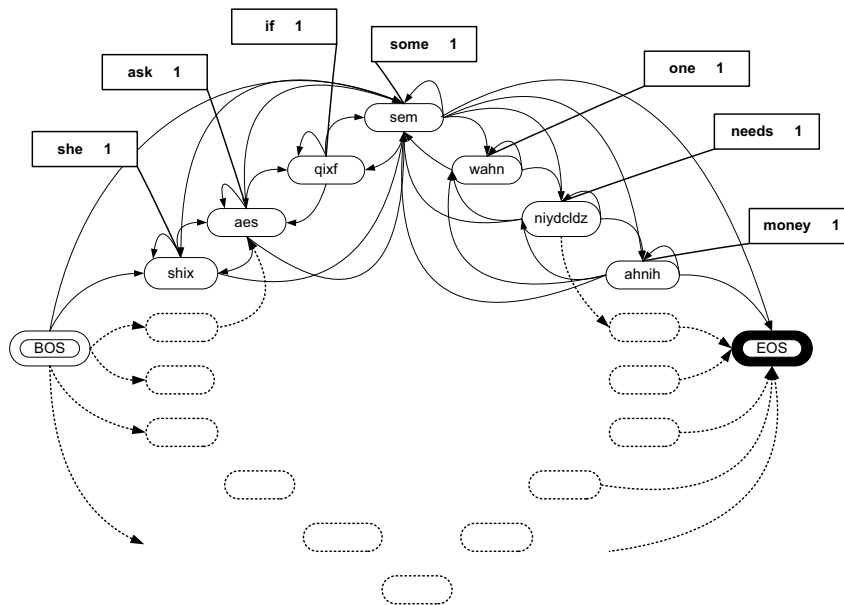 if 1
some 1
ask 1
one 1
she 1
needs 1
money 1
sem
qixf
wahn
aes
niydcldz
shix
ahnih
BOS
EOS